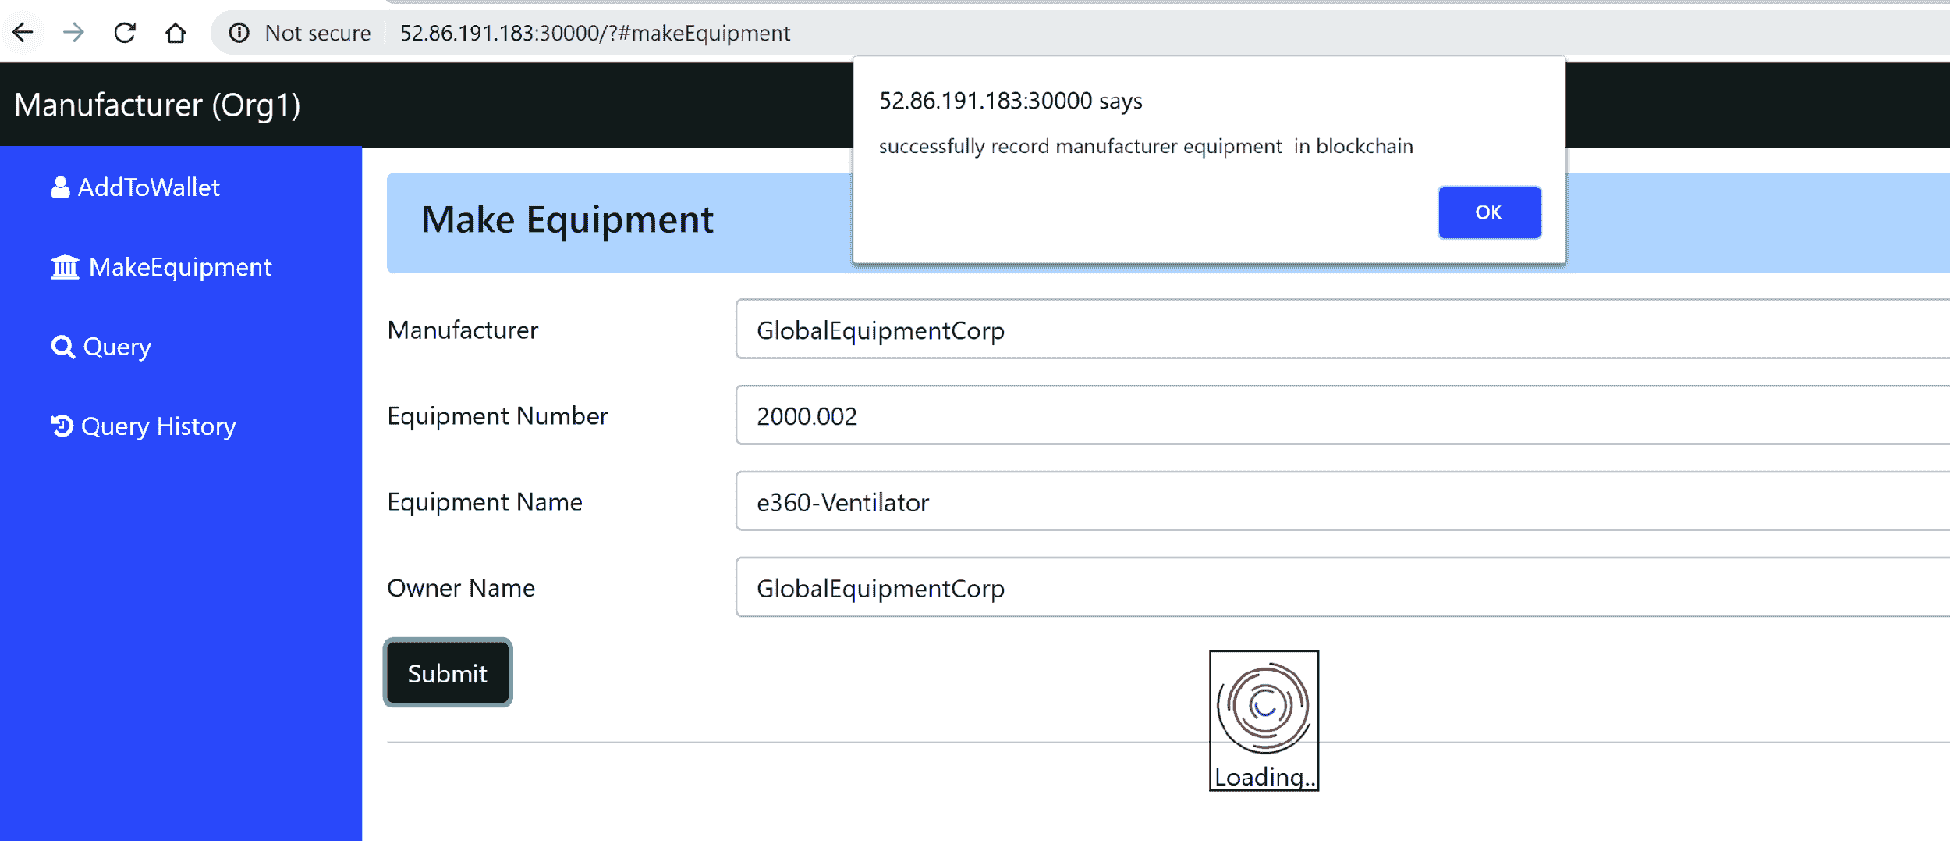 Not secure 52.86.191.183:30000/?#makeEquipment
52.86.191.183:30000 says
successfully record manufacturer equipment  in blockchain
OK
Manufacturer (Org1)
AddToWallet
MakeEquipment
Query
Query History
Make Equipment
Manufacturer GlobalEquipmentCorp
Equipment Number 2000.002
Equipment Name e360-Ventilator
Owner Name GlobalEquipmentCorp
Submit
Loading..